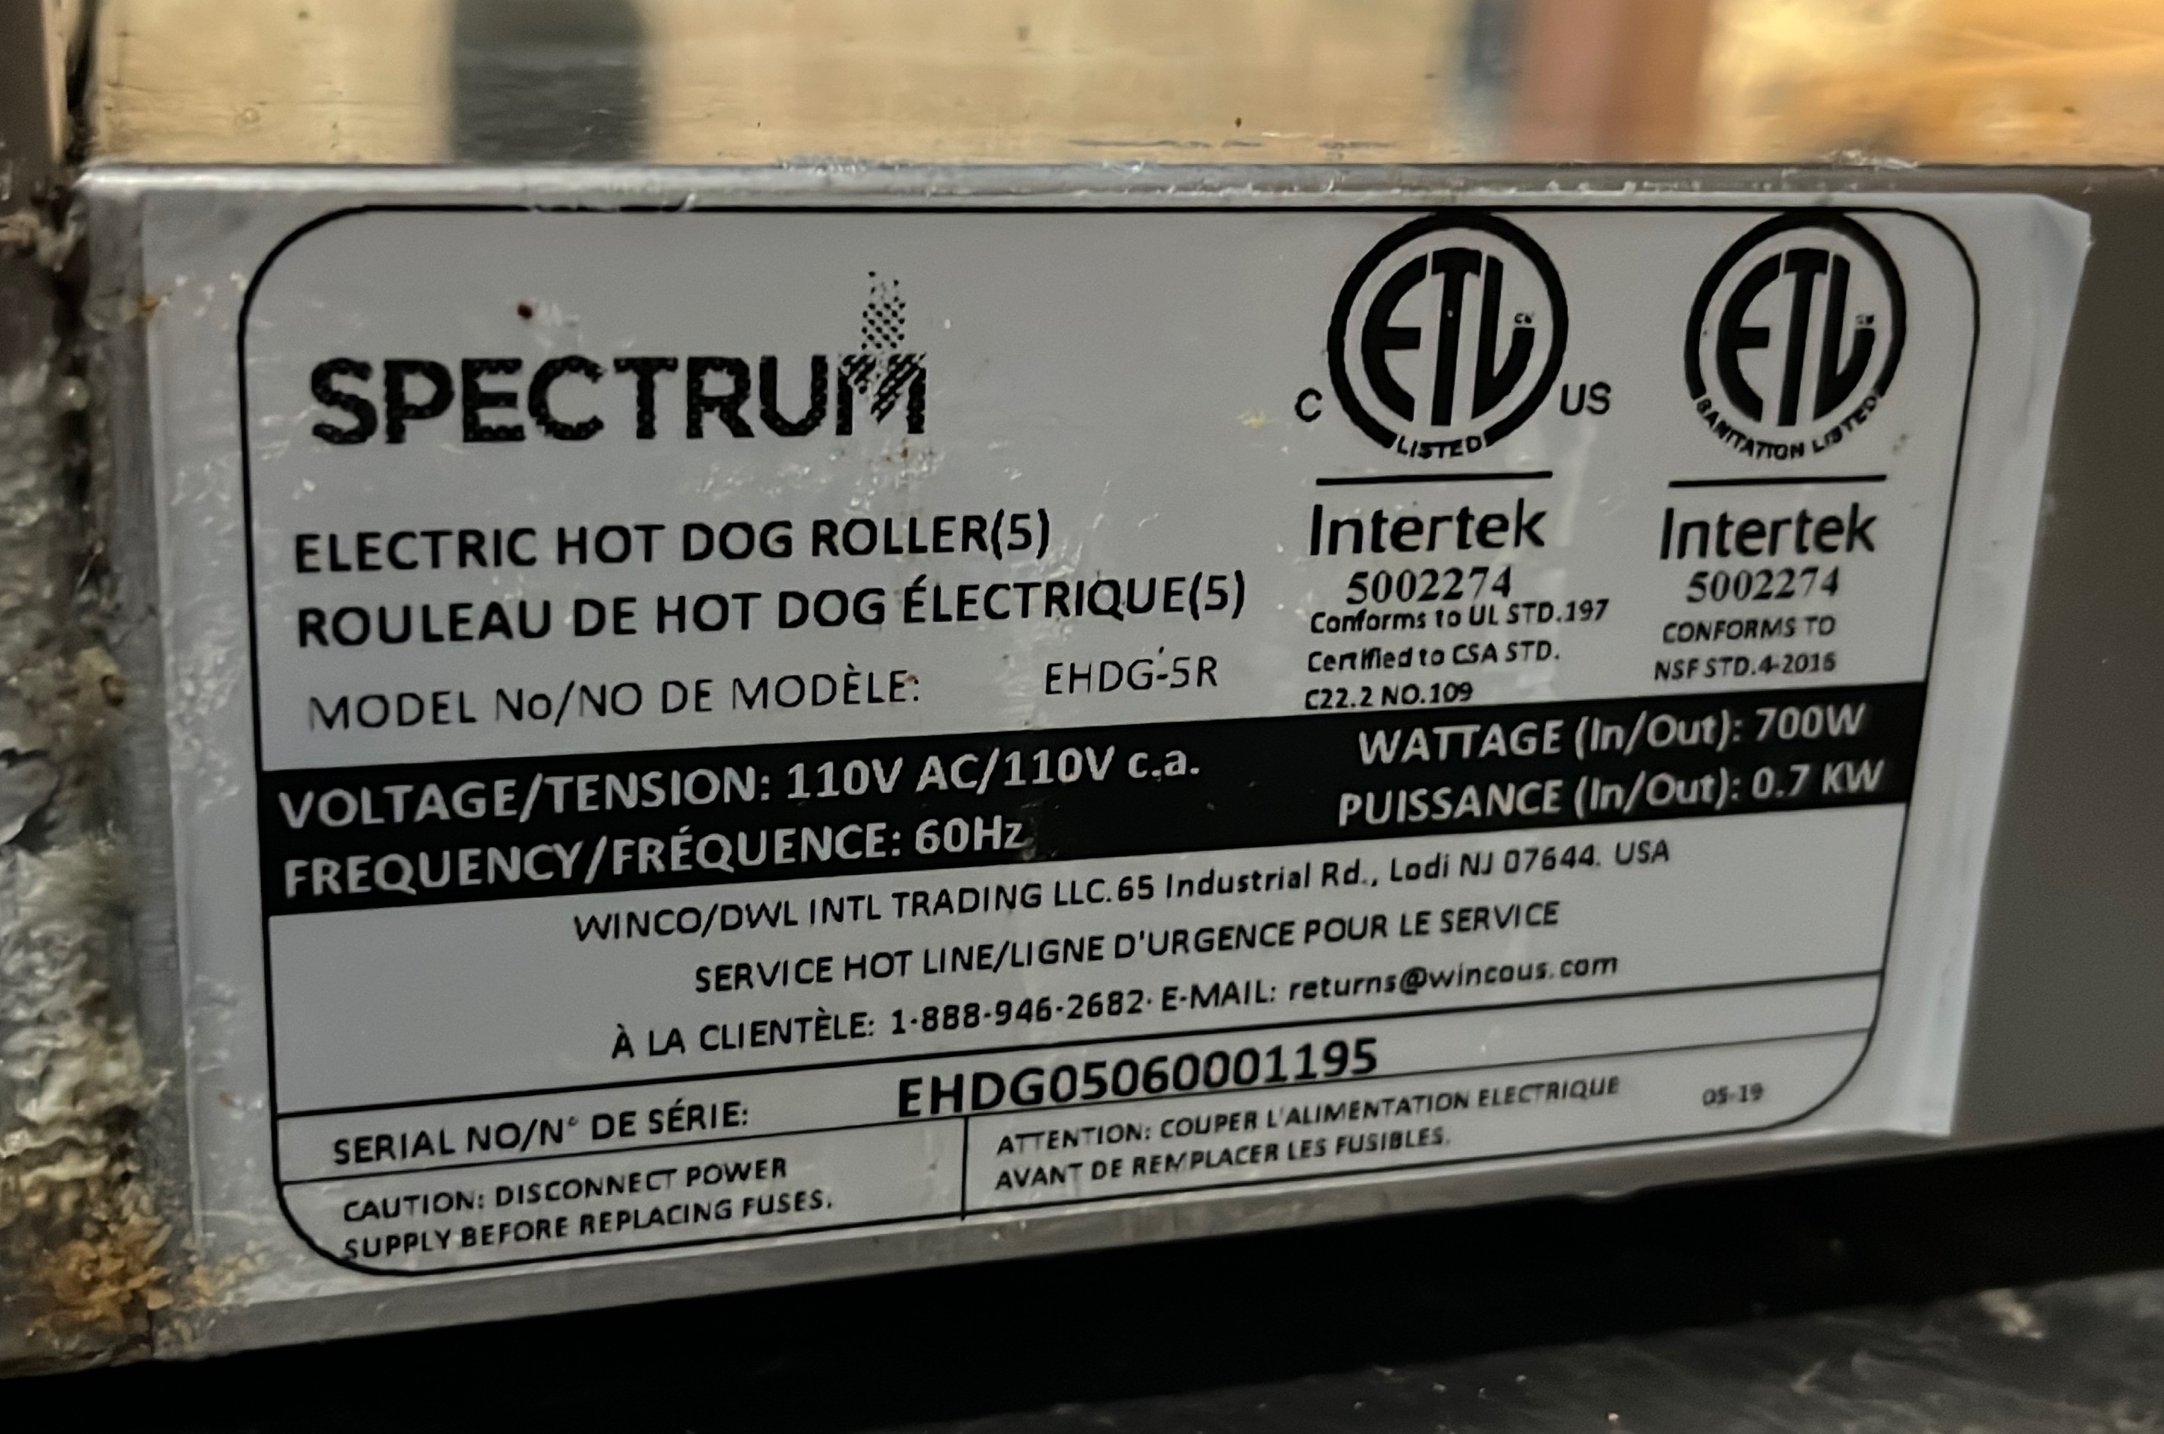 SPECTRUM
ELECTRIC HOT DOG ROLLER(5)
ROULEAU DE HOT DOG ÉLECTRIQUE(5)
MODEL No/NO DE MODÈLE: EHDG-5R
ETL
C US
LISTED
Intertek
5002274
Conforms to UL STD.197
Certified to CSA STD.
C22.2 NO.109
ETL
SANITATION LISTED
Intertek
5002274
CONFORMS TO
NSF STD.4-2016
VOLTAGE/TENSION: 110V AC/110V c.a.
FREQUENCY/FRÉQUENCE: 60Hz
WATTAGE (In/Out): 700W
PUISSANCE (In/Out): 0.7 KW
WINCO/DWL INTL TRADING LLC.65 Industrial Rd., Lodi NJ 07644. USA
SERVICE HOT LINE/LIGNE D'URGENCE POUR LE SERVICE
À LA CLIENTÈLE: 1-888-946-2682· E-MAIL: returns@wincous.com
SERIAL NO/N° DE SÉRIE: EHDG05060001195
CAUTION: DISCONNECT POWER
SUPPLY BEFORE REPLACING FUSES.
ATTENTION: COUPER L'ALIMENTATION ELECTRIQUE
AVANT DE REMPLACER LES FUSIBLES.
05-19